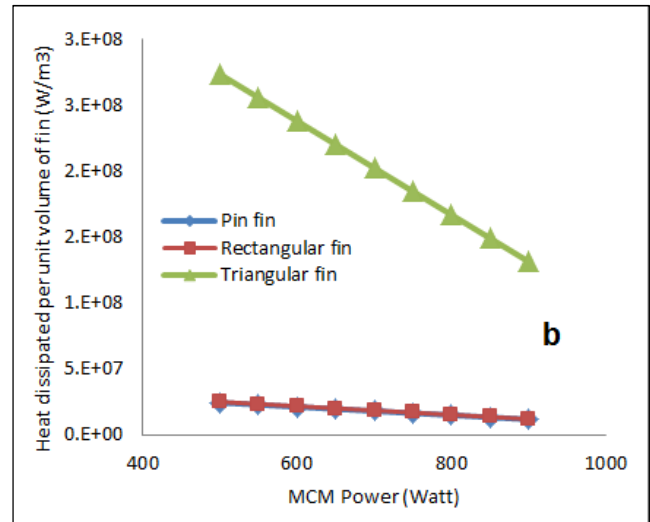 Heat dissipated per unit volume of fin (W/m3)
3.E+08
3.E+08
2.E+08
2.E+08
1.E+08
5.E+07
0.E+00
Pin fin
Rectangular fin
Triangular fin
b
400 600 800 1000
MCM Power (Watt)